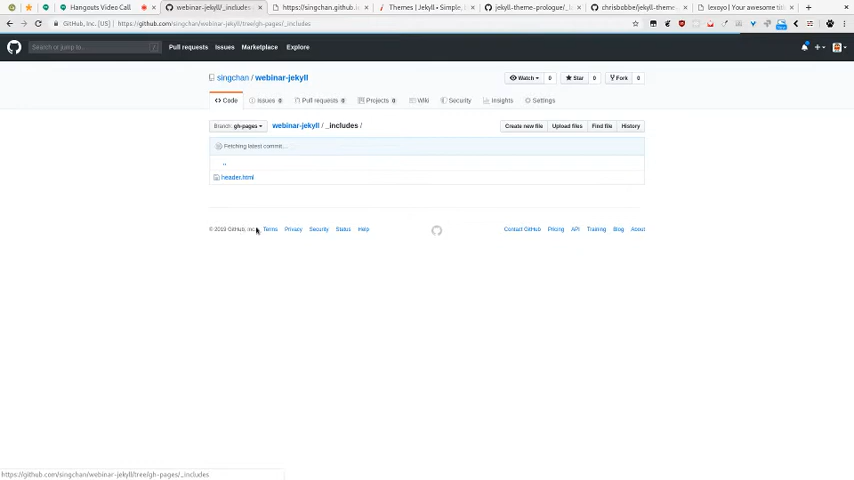 Hangouts Video Call
webinar-jekyll/_includes
https://singchan.github.i
Themes | Jekyll • Simple,
jekyll-theme-prologue/_l
chrisbobbe/jekyll-theme
lexoyo | Your awesome tit
GitHub, Inc. [US]
https://github.com/singchan/webinar-jekyll/tree/gh-pages/_includes
Search or jump to...
/
Pull requests
Issues
Marketplace
Explore
singchan / webinar-jekyll
Watch 0
Star 0
Fork 0
Code
Issues 0
Pull requests 0
Projects 0
Wiki
Security
Insights
Settings
Branch: gh-pages
webinar-jekyll / _includes /
Create new file
Upload files
Find file
History
Fetching latest commit…
..
header.html
© 2019 GitHub, Inc.
Terms
Privacy
Security
Status
Help
Contact GitHub
Pricing
API
Training
Blog
About
https://github.com/singchan/webinar-jekyll/tree/gh-pages/_includes